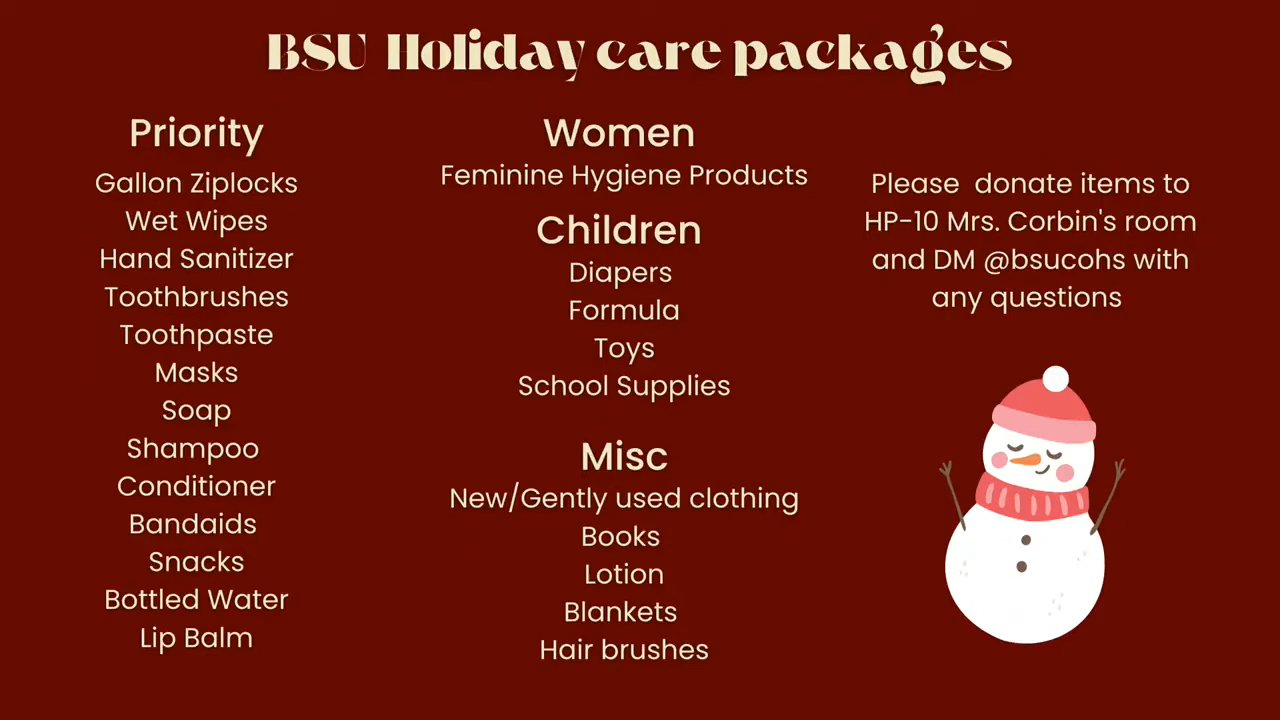 BSU Holiday care packages
Priority
Gallon Ziplocks
Wet Wipes
Hand Sanitizer
Toothbrushes
Toothpaste
Masks
Soap
Shampoo
Conditioner
Bandaids
Snacks
Bottled Water
Lip Balm
Women
Feminine Hygiene Products
Children
Diapers
Formula
Toys
School Supplies
Misc
New/Gently used clothing
Books
Lotion
Blankets
Hair brushes
Please donate items to
HP-10 Mrs. Corbin's room
and DM @bsucohs with
any questions